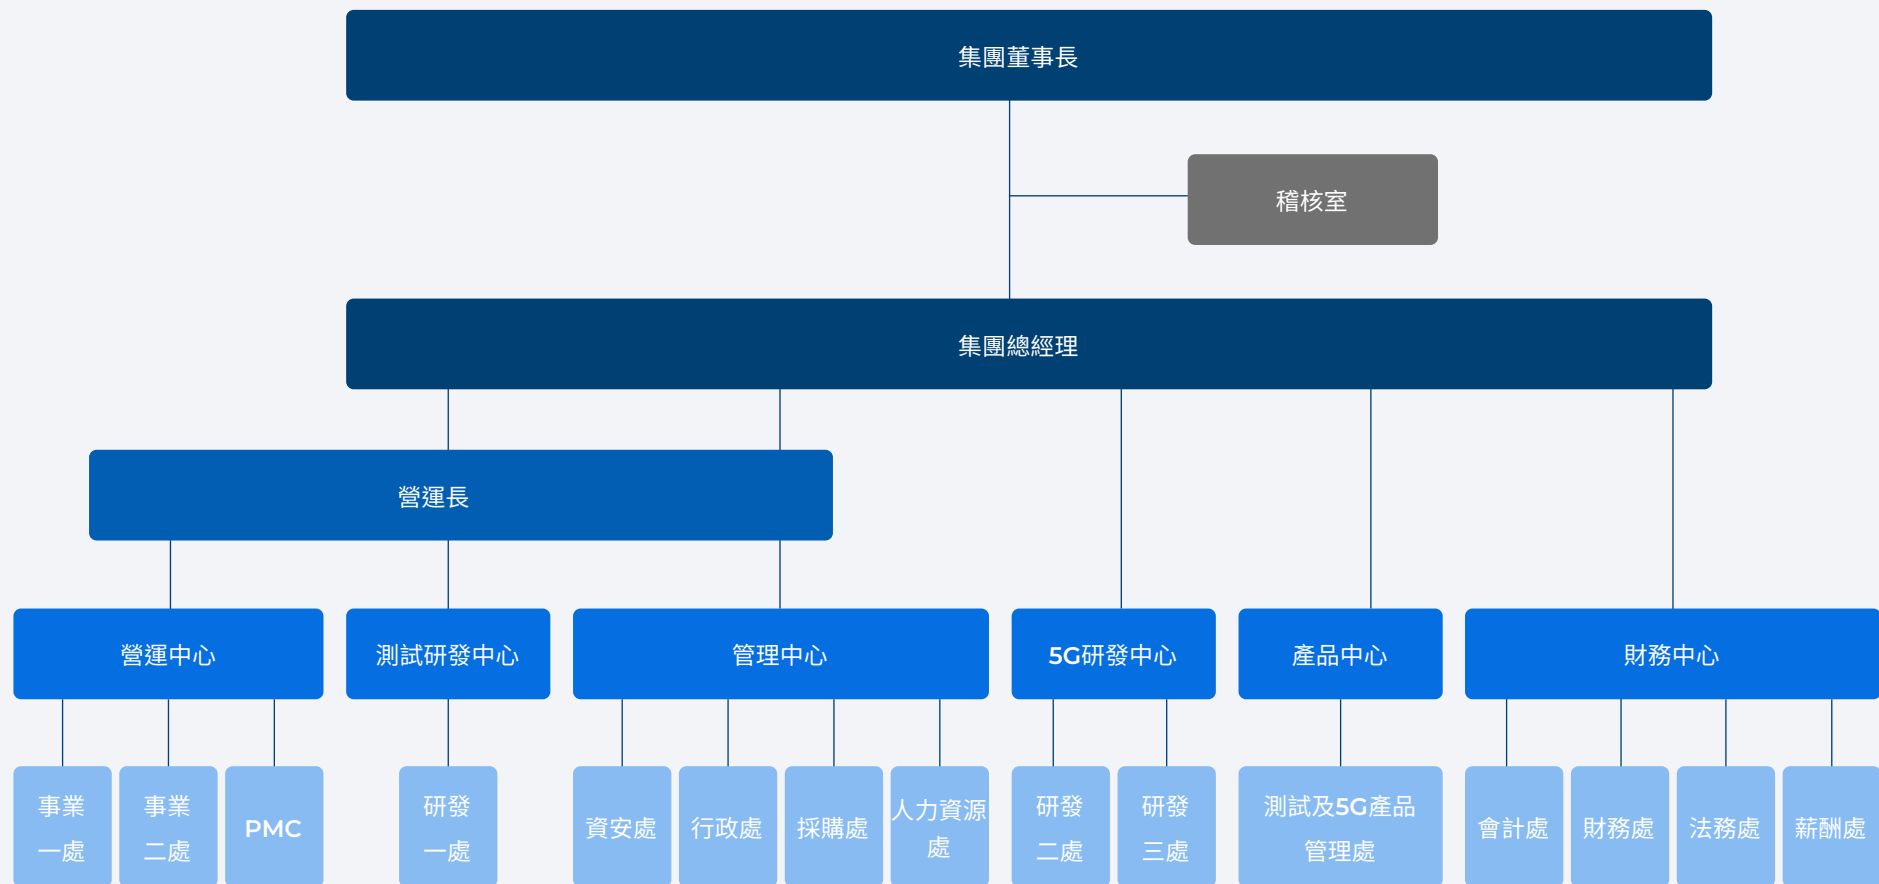 集團董事長
稽核室
集團總經理
營運長
營運中心
測試研發中心
管理中心
5G研發中心
產品中心
財務中心
事業
一處
事業
二處
PMC
研發
一處
資安處
行政處
採購處
人力資源
處
研發
二處
研發
三處
測試及5G產品
管理處
會計處
財務處
法務處
薪酬處